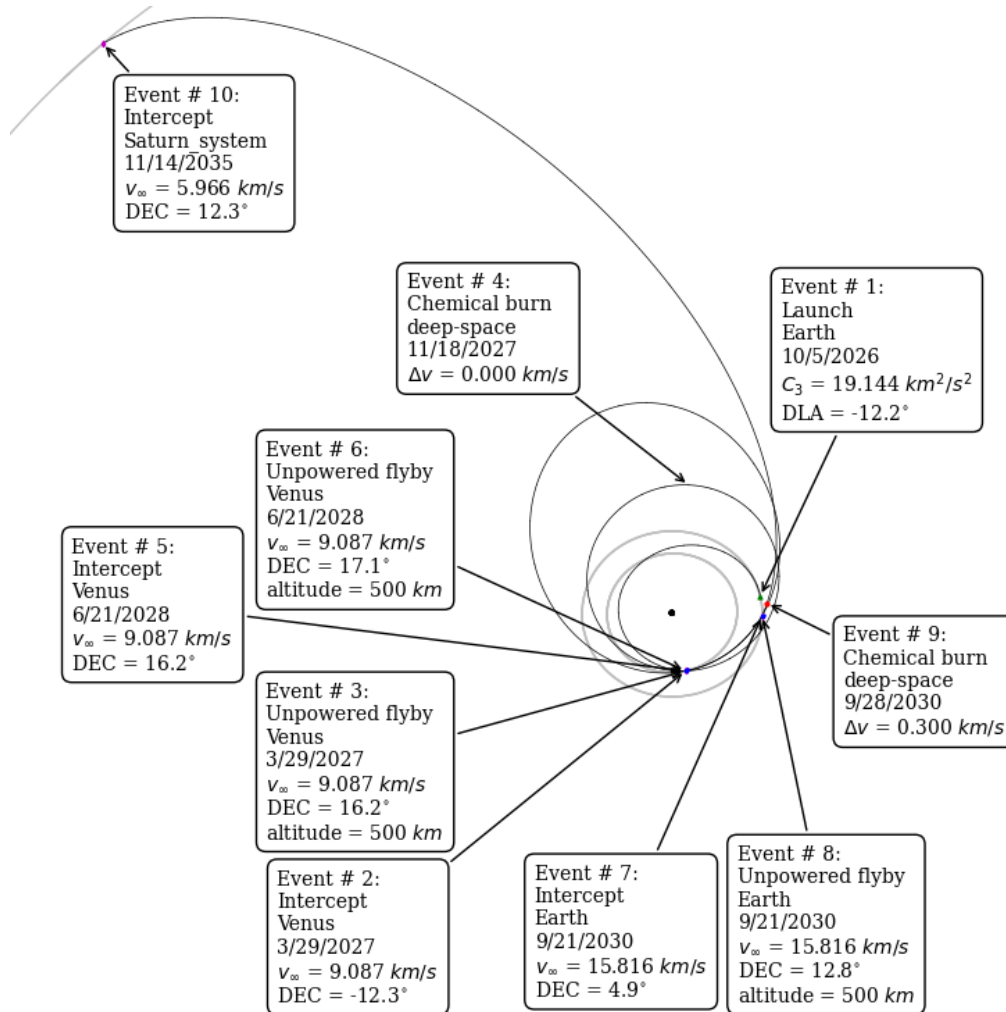 Event # 10:
Intercept
Saturn_system
11/14/2035
v∞ = 5.966 km/s
DEC = 12.3°
Event # 4:
Chemical burn
deep-space
11/18/2027
Δv = 0.000 km/s
Event # 1:
Launch
Earth
10/5/2026
C₃ = 19.144 km²/s²
DLA = -12.2°
Event # 6:
Unpowered flyby
Venus
6/21/2028
v∞ = 9.087 km/s
DEC = 17.1°
altitude = 500 km
Event # 5:
Intercept
Venus
6/21/2028
v∞ = 9.087 km/s
DEC = 16.2°
Event # 9:
Chemical burn
deep-space
9/28/2030
Δv = 0.300 km/s
Event # 3:
Unpowered flyby
Venus
3/29/2027
v∞ = 9.087 km/s
DEC = 16.2°
altitude = 500 km
Event # 2:
Intercept
Venus
3/29/2027
v∞ = 9.087 km/s
DEC = -12.3°
Event # 7:
Intercept
Earth
9/21/2030
v∞ = 15.816 km/s
DEC = 4.9°
Event # 8:
Unpowered flyby
Earth
9/21/2030
v∞ = 15.816 km/s
DEC = 12.8°
altitude = 500 km